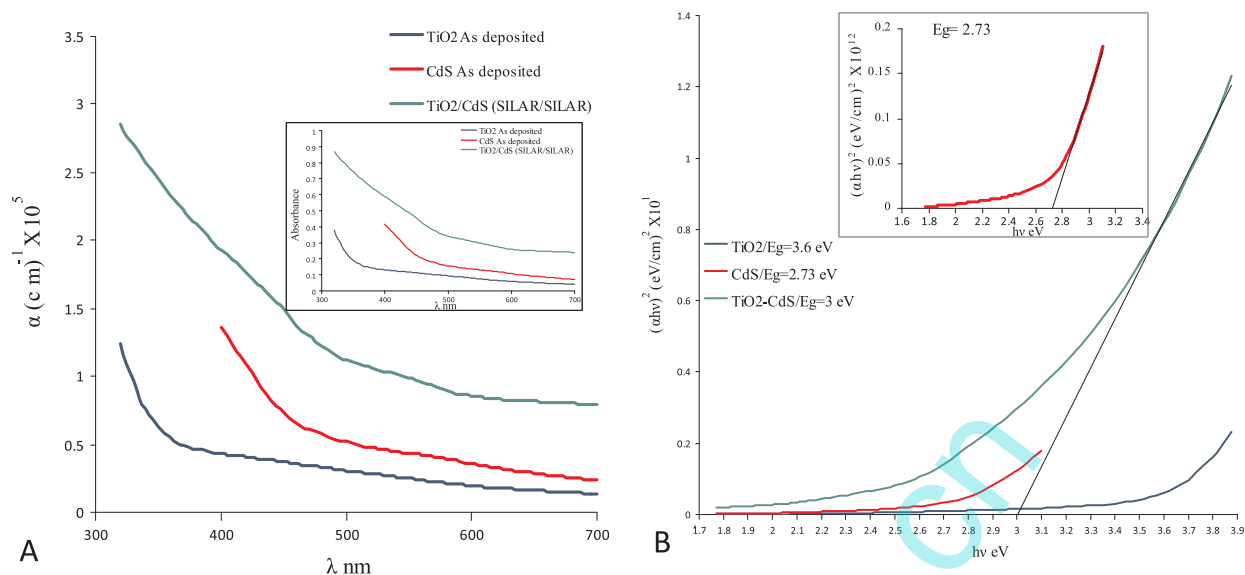 A
3.5
3
2.5
2
1.5
1
0.5
0
α (c m)⁻¹ X10⁵
300 400 500 600 700
λ nm
TiO2 As deposited
CdS As deposited
TiO2/CdS (SILAR/SILAR)
1
0.9
0.8
0.7
0.6
0.5
0.4
0.3
0.2
0.1
0
Absorbance
300 400 500 600 700
λ nm
TiO2 As deposited
CdS As deposited
TiO2/CdS (SILAR/SILAR)
B
1.4
1.2
1
0.8
0.6
0.4
0.2
0
(αhν)² (eV/cm)² X10¹
1.7 1.8 1.9 2 2.1 2.2 2.3 2.4 2.5 2.6 2.7 2.8 2.9 3 3.1 3.2 3.3 3.4 3.5 3.6 3.7 3.8 3.9
hν eV
TiO2/Eg=3.6 eV
CdS/Eg=2.73 eV
TiO2-CdS/Eg=3 eV
Eg= 2.73
0.2
0.15
0.1
0.05
0
(αhν)² (eV/cm)² X10¹²
1.6 1.8 2 2.2 2.4 2.6 2.8 3 3.2 3.4
hν eV